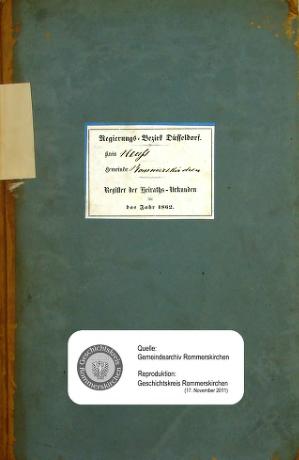 Regierungs-Bezirk Düsseldorf.
Kreis Neuß
Gemeinde Rommerskirchen
Register der Heiraths-Urkunden
für
das Jahr 1862.
Quelle:
Gemeindearchiv Rommerskirchen
Reproduktion:
Geschichtskreis Rommerskirchen
(17. November 2011)
Geschichtskreis
Rommerskirchen